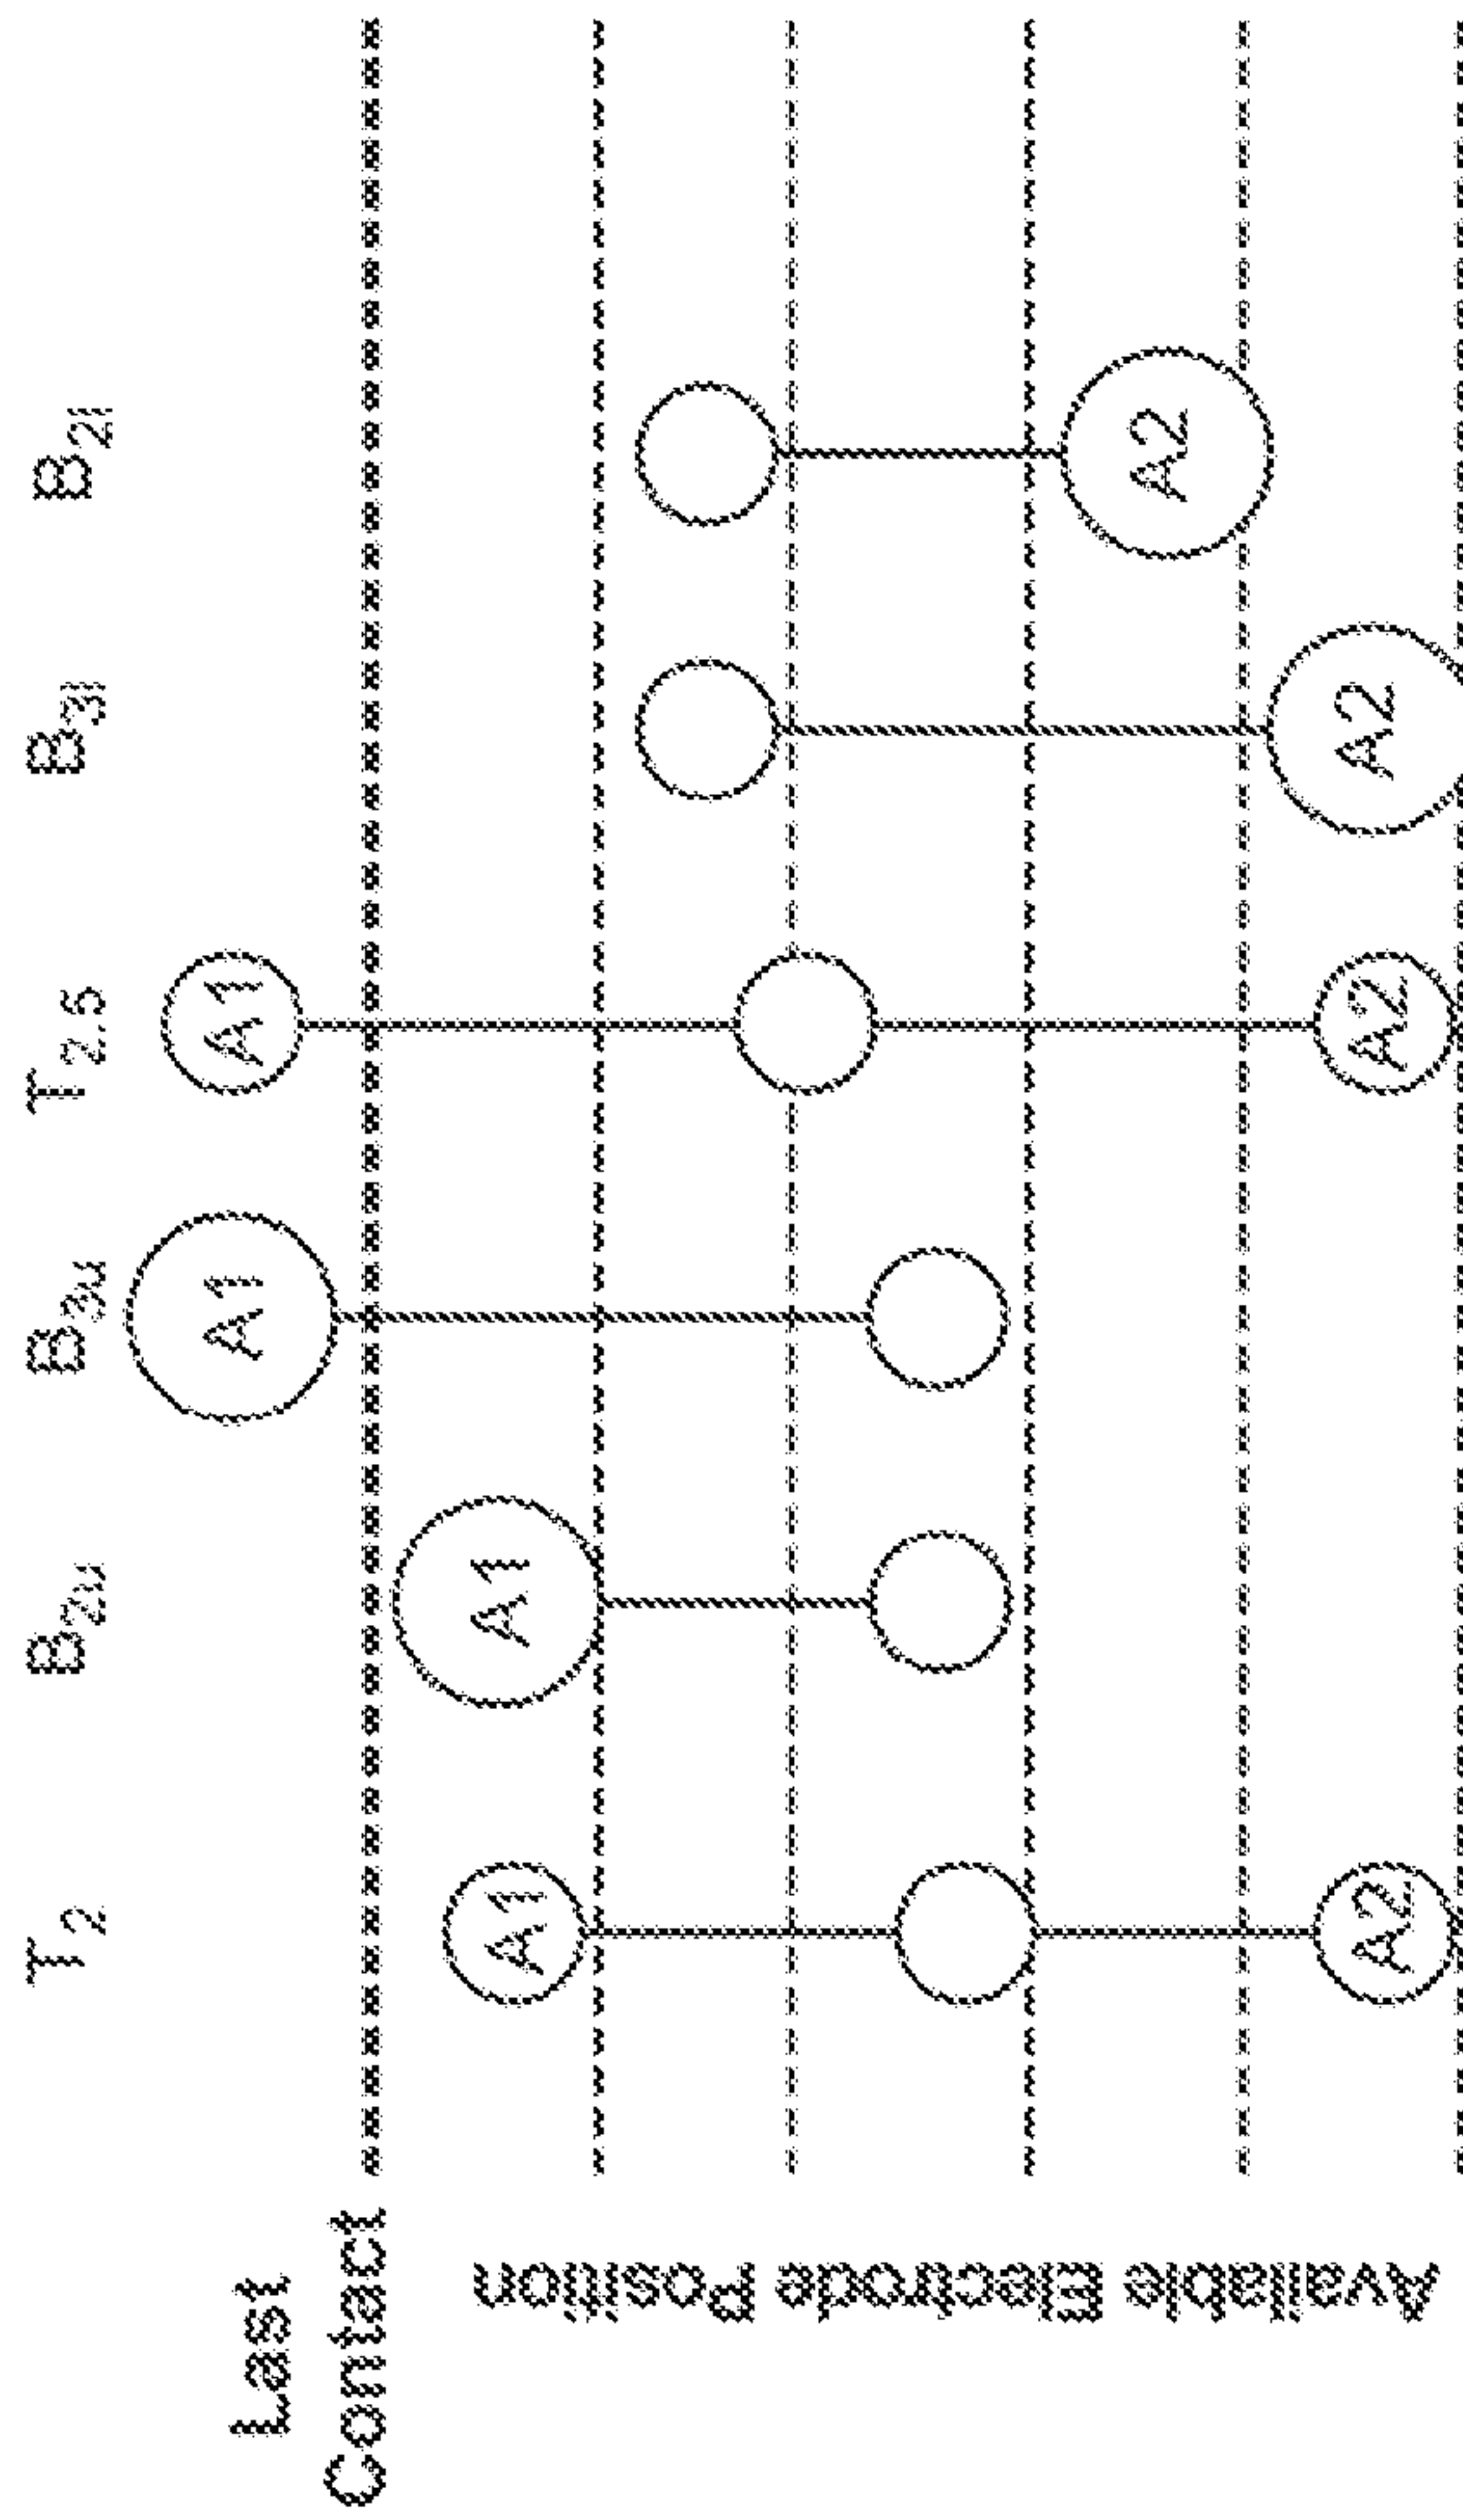 T2 B2u B3u T2.5 B3l B2l
A1 A1 A1 A1
A2 A2 A2 A2
Last
Contact
Available Electrode Position